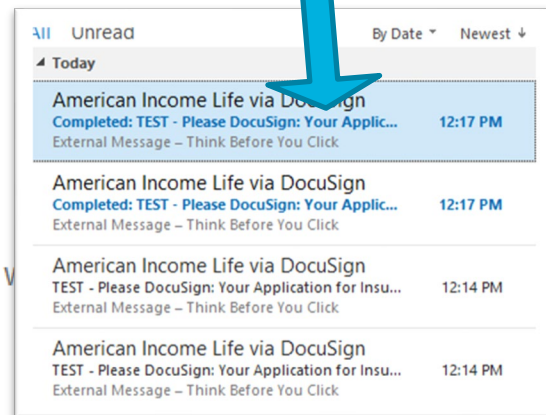 All Unread By Date Newest
Today
American Income Life via DocuSign
Completed: TEST - Please DocuSign: Your Applic... 12:17 PM
External Message – Think Before You Click
American Income Life via DocuSign
Completed: TEST - Please DocuSign: Your Applic... 12:17 PM
External Message – Think Before You Click
American Income Life via DocuSign
TEST - Please DocuSign: Your Application for Insu... 12:14 PM
External Message – Think Before You Click
American Income Life via DocuSign
TEST - Please DocuSign: Your Application for Insu... 12:14 PM
External Message – Think Before You Click